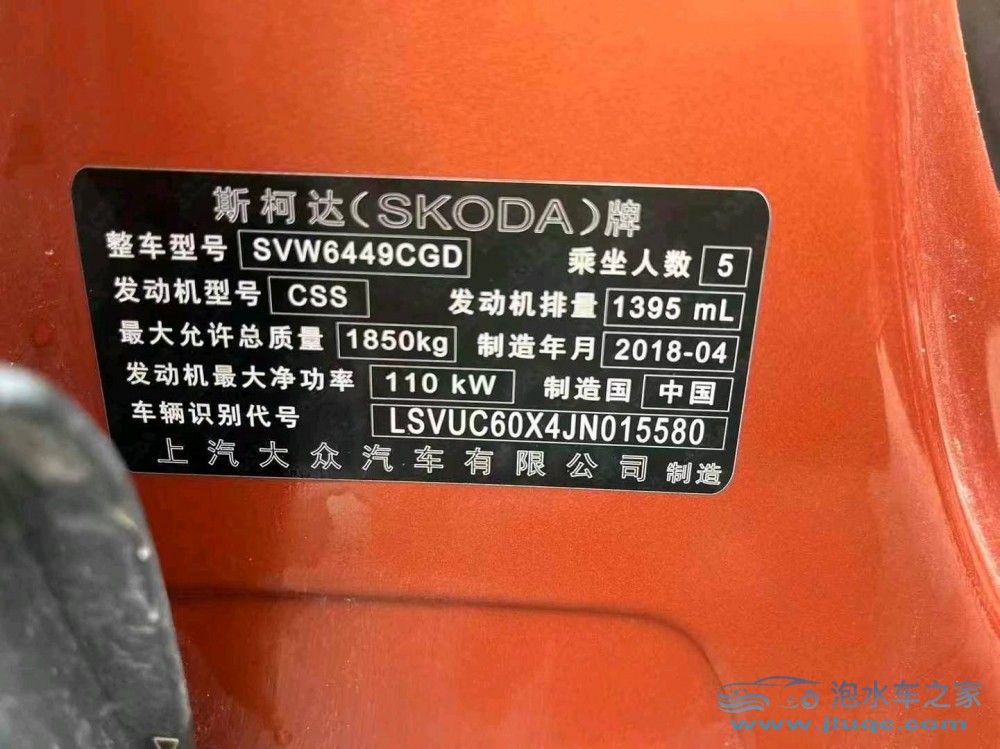 斯柯达(SKODA)牌
整车型号 SVW6449CGD 乘坐人数 5
发动机型号 CSS 发动机排量 1395 mL
最大允许总质量 1850kg 制造年月 2018-04
发动机最大净功率 110 kW 制造国 中国
车辆识别代号 LSVUC60X4JN015580
上汽大众汽车有限公司 制造
泡水车之家
www.jluqc.com